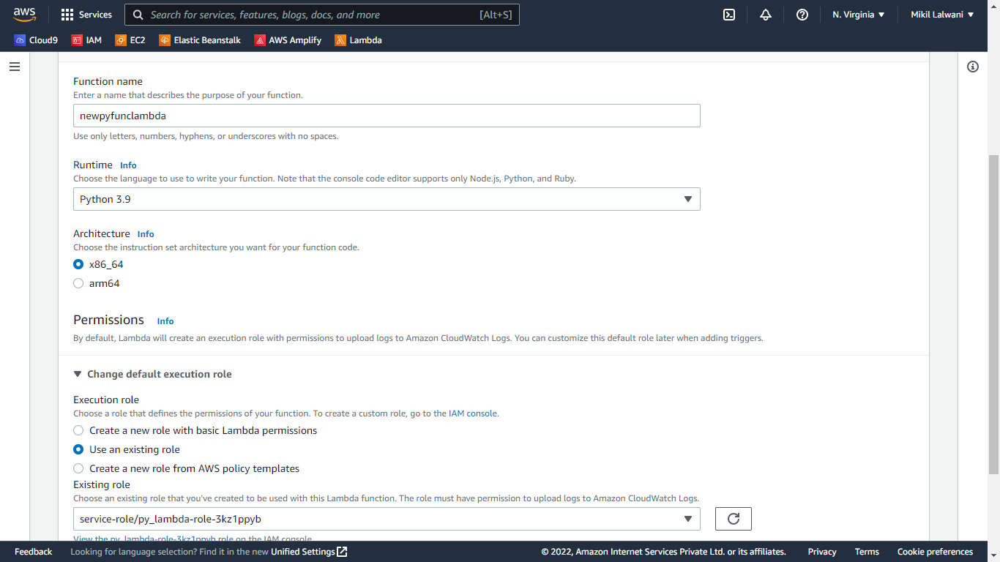 aws
Services
Search for services, features, blogs, docs, and more
[Alt+S]
N. Virginia
Mikil Lalwani
Cloud9
IAM
EC2
Elastic Beanstalk
AWS Amplify
Lambda
Function name
Enter a name that describes the purpose of your function.
newpyfunclambda
Use only letters, numbers, hyphens, or underscores with no spaces.
Runtime Info
Choose the language to use to write your function. Note that the console code editor supports only Node.js, Python, and Ruby.
Python 3.9
Architecture Info
Choose the instruction set architecture you want for your function code.
x86_64
arm64
Permissions Info
By default, Lambda will create an execution role with permissions to upload logs to Amazon CloudWatch Logs. You can customize this default role later when adding triggers.
Change default execution role
Execution role
Choose a role that defines the permissions of your function. To create a custom role, go to the IAM console.
Create a new role with basic Lambda permissions
Use an existing role
Create a new role from AWS policy templates
Existing role
Choose an existing role that you've created to be used with this Lambda function. The role must have permission to upload logs to Amazon CloudWatch Logs.
service-role/py_lambda-role-3kz1ppyb
View the py_lambda-role-3kz1ppyb role on the IAM console.
Feedback
Looking for language selection? Find it in the new Unified Settings
© 2022, Amazon Internet Services Private Ltd. or its affiliates.
Privacy
Terms
Cookie preferences